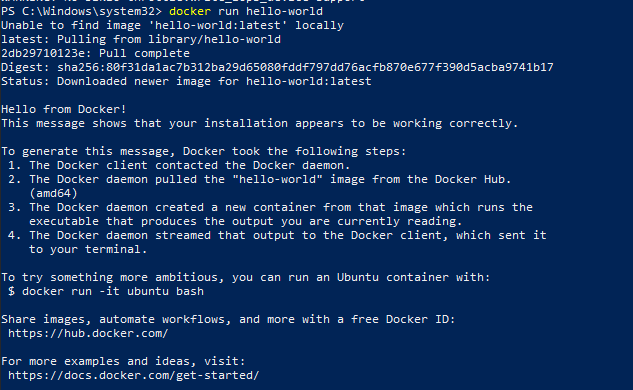 PS C:\Windows\system32> docker run hello-world
Unable to find image 'hello-world:latest' locally
latest: Pulling from library/hello-world
2db29710123e: Pull complete
Digest: sha256:80f31da1ac7b312ba29d65080fddf797dd76acfb870e677f390d5acba9741b17
Status: Downloaded newer image for hello-world:latest
Hello from Docker!
This message shows that your installation appears to be working correctly.
To generate this message, Docker took the following steps:
1. The Docker client contacted the Docker daemon.
2. The Docker daemon pulled the "hello-world" image from the Docker Hub.
(amd64)
3. The Docker daemon created a new container from that image which runs the
executable that produces the output you are currently reading.
4. The Docker daemon streamed that output to the Docker client, which sent it
to your terminal.
To try something more ambitious, you can run an Ubuntu container with:
$ docker run -it ubuntu bash
Share images, automate workflows, and more with a free Docker ID:
https://hub.docker.com/
For more examples and ideas, visit:
https://docs.docker.com/get-started/